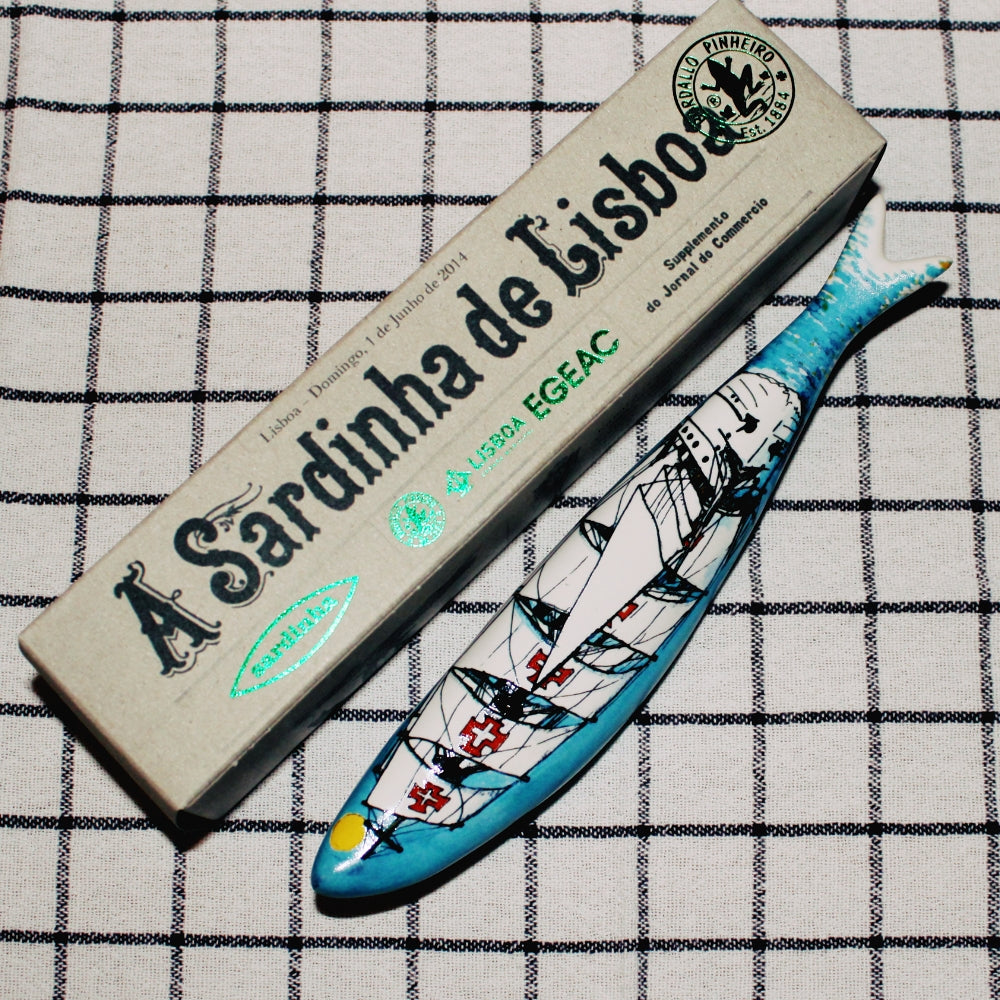 BORDALLO PINHEIRO
®
Est. 1884
Lisboa Domingo, 1 de Junho de 2014
A Sardinha de Lisboa
Supplemento
do Jornal do Commercio
LISBOA EGEAC
sardinha